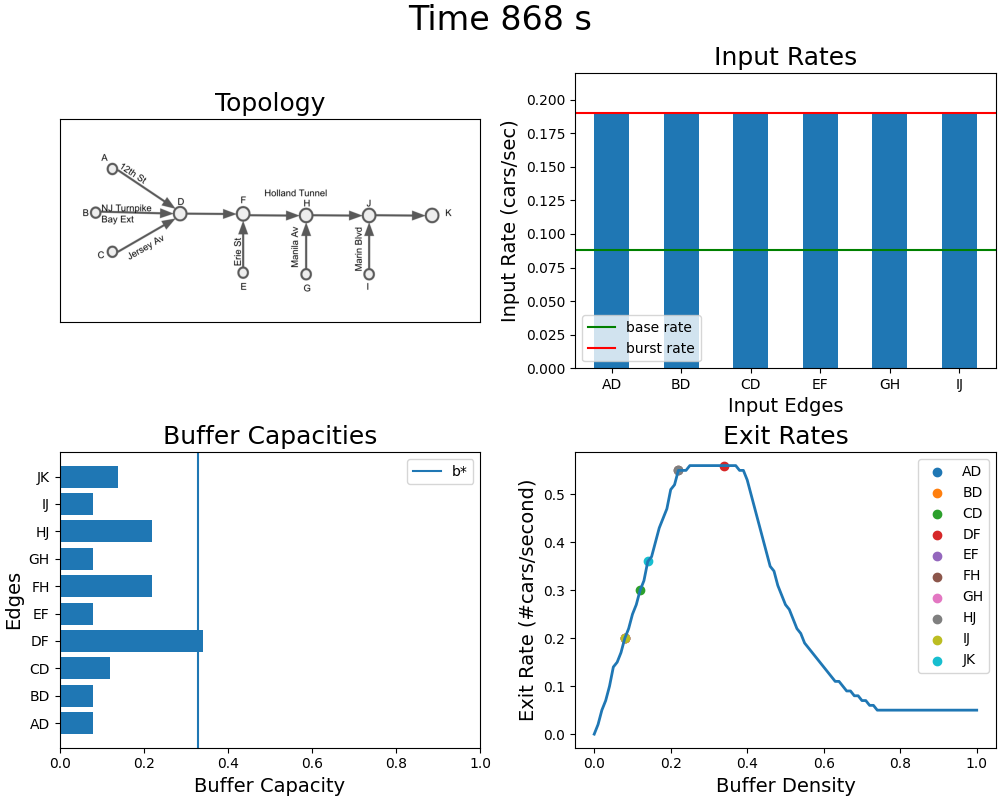 Time 868 s
Topology
A
12th St
B
NJ Turnpike
Bay Ext
C
Jersey Av
D
F
Holland Tunnel
H
J
K
Erie St
Manila Av
Marin Blvd
E
G
I
Input Rates
Input Rate (cars/sec)
0.200
0.175
0.150
0.125
0.100
0.075
0.050
0.025
0.000
base rate
burst rate
AD BD CD EF GH IJ
Input Edges
Buffer Capacities
Edges
JK
IJ
HJ
GH
FH
EF
DF
CD
BD
AD
b*
0.0 0.2 0.4 0.6 0.8 1.0
Buffer Capacity
Exit Rates
Exit Rate (#cars/second)
0.5
0.4
0.3
0.2
0.1
0.0
AD
BD
CD
DF
EF
FH
GH
HJ
IJ
JK
0.0 0.2 0.4 0.6 0.8 1.0
Buffer Density